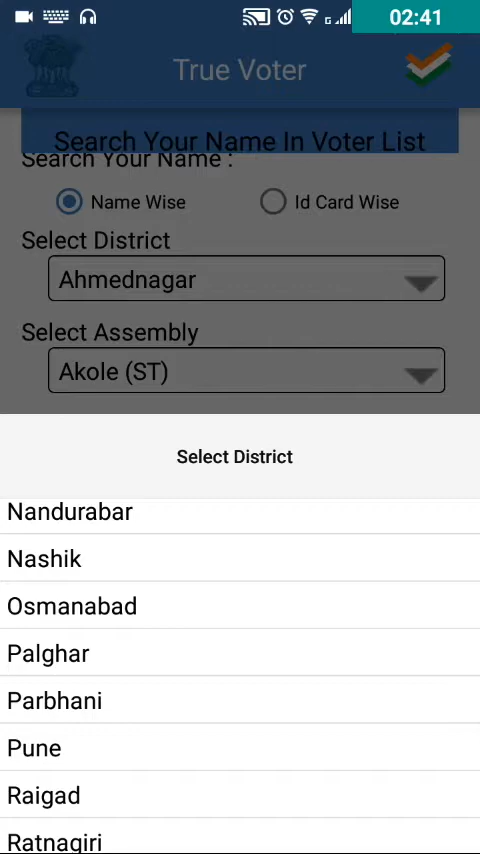 02:41
True Voter
Search Your Name In Voter List
Search Your Name :
Name Wise
Id Card Wise
Select District
Ahmednagar
Select Assembly
Akole (ST)
Select District
Nandurabar
Nashik
Osmanabad
Palghar
Parbhani
Pune
Raigad
Ratnagiri